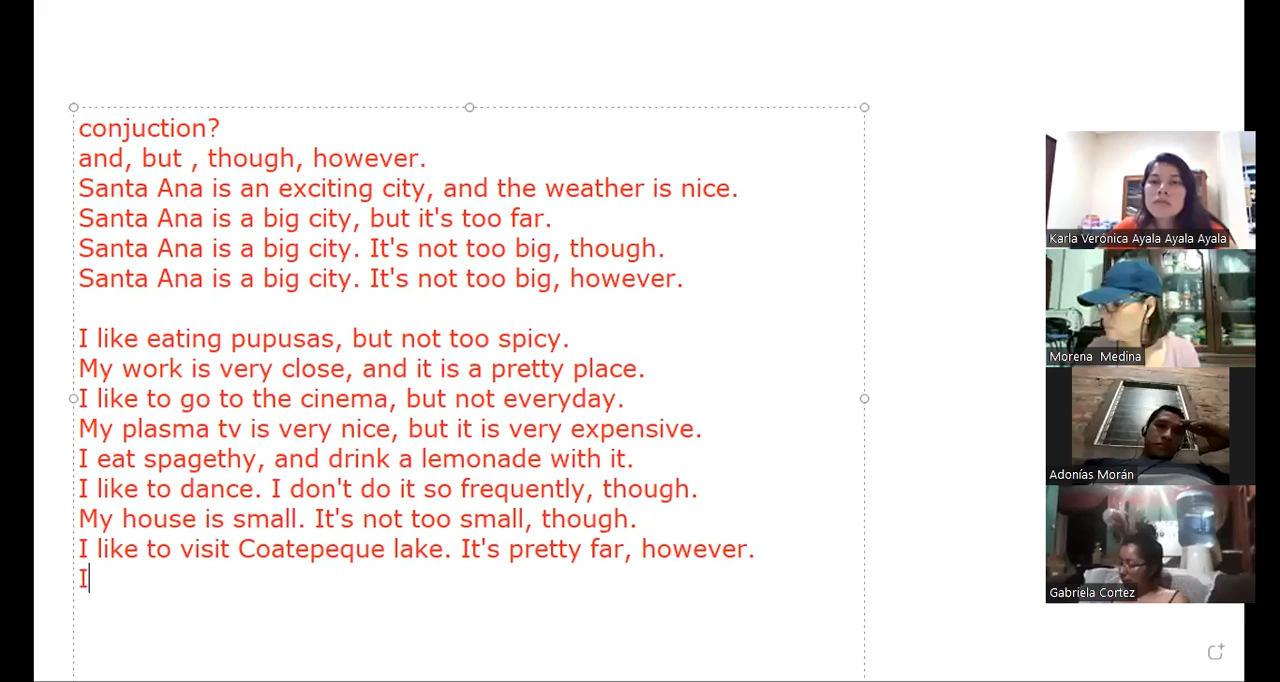 conjuction?
and, but , though, however.
Santa Ana is an exciting city, and the weather is nice.
Santa Ana is a big city, but it's too far.
Santa Ana is a big city. It's not too big, though.
Santa Ana is a big city. It's not too big, however.
I like eating pupusas, but not too spicy.
My work is very close, and it is a pretty place.
I like to go to the cinema, but not everyday.
My plasma tv is very nice, but it is very expensive.
I eat spagethy, and drink a lemonade with it.
I like to dance. I don't do it so frequently, though.
My house is small. It's not too small, though.
I like to visit Coatepeque lake. It's pretty far, however.
I
Karla Verónica Ayala Ayala Ayala
Morena Medina
Adonías Morán
Gabriela Cortez